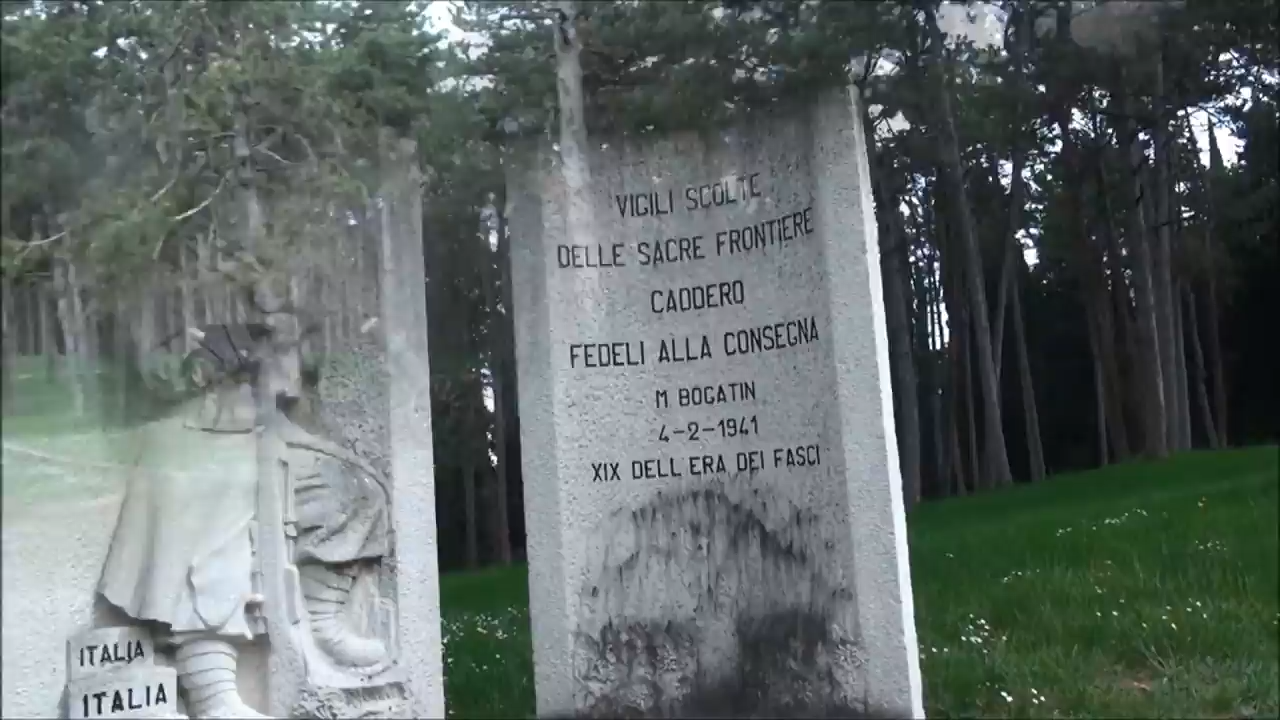 VIGILI SCOLTE
DELLE SACRE FRONTIERE
CADDERO
FEDELI ALLA CONSEGNA
M BOGATIN
4-2-1941
XIX DELL ERA DEI FASCI
ITALIA
ITALIA